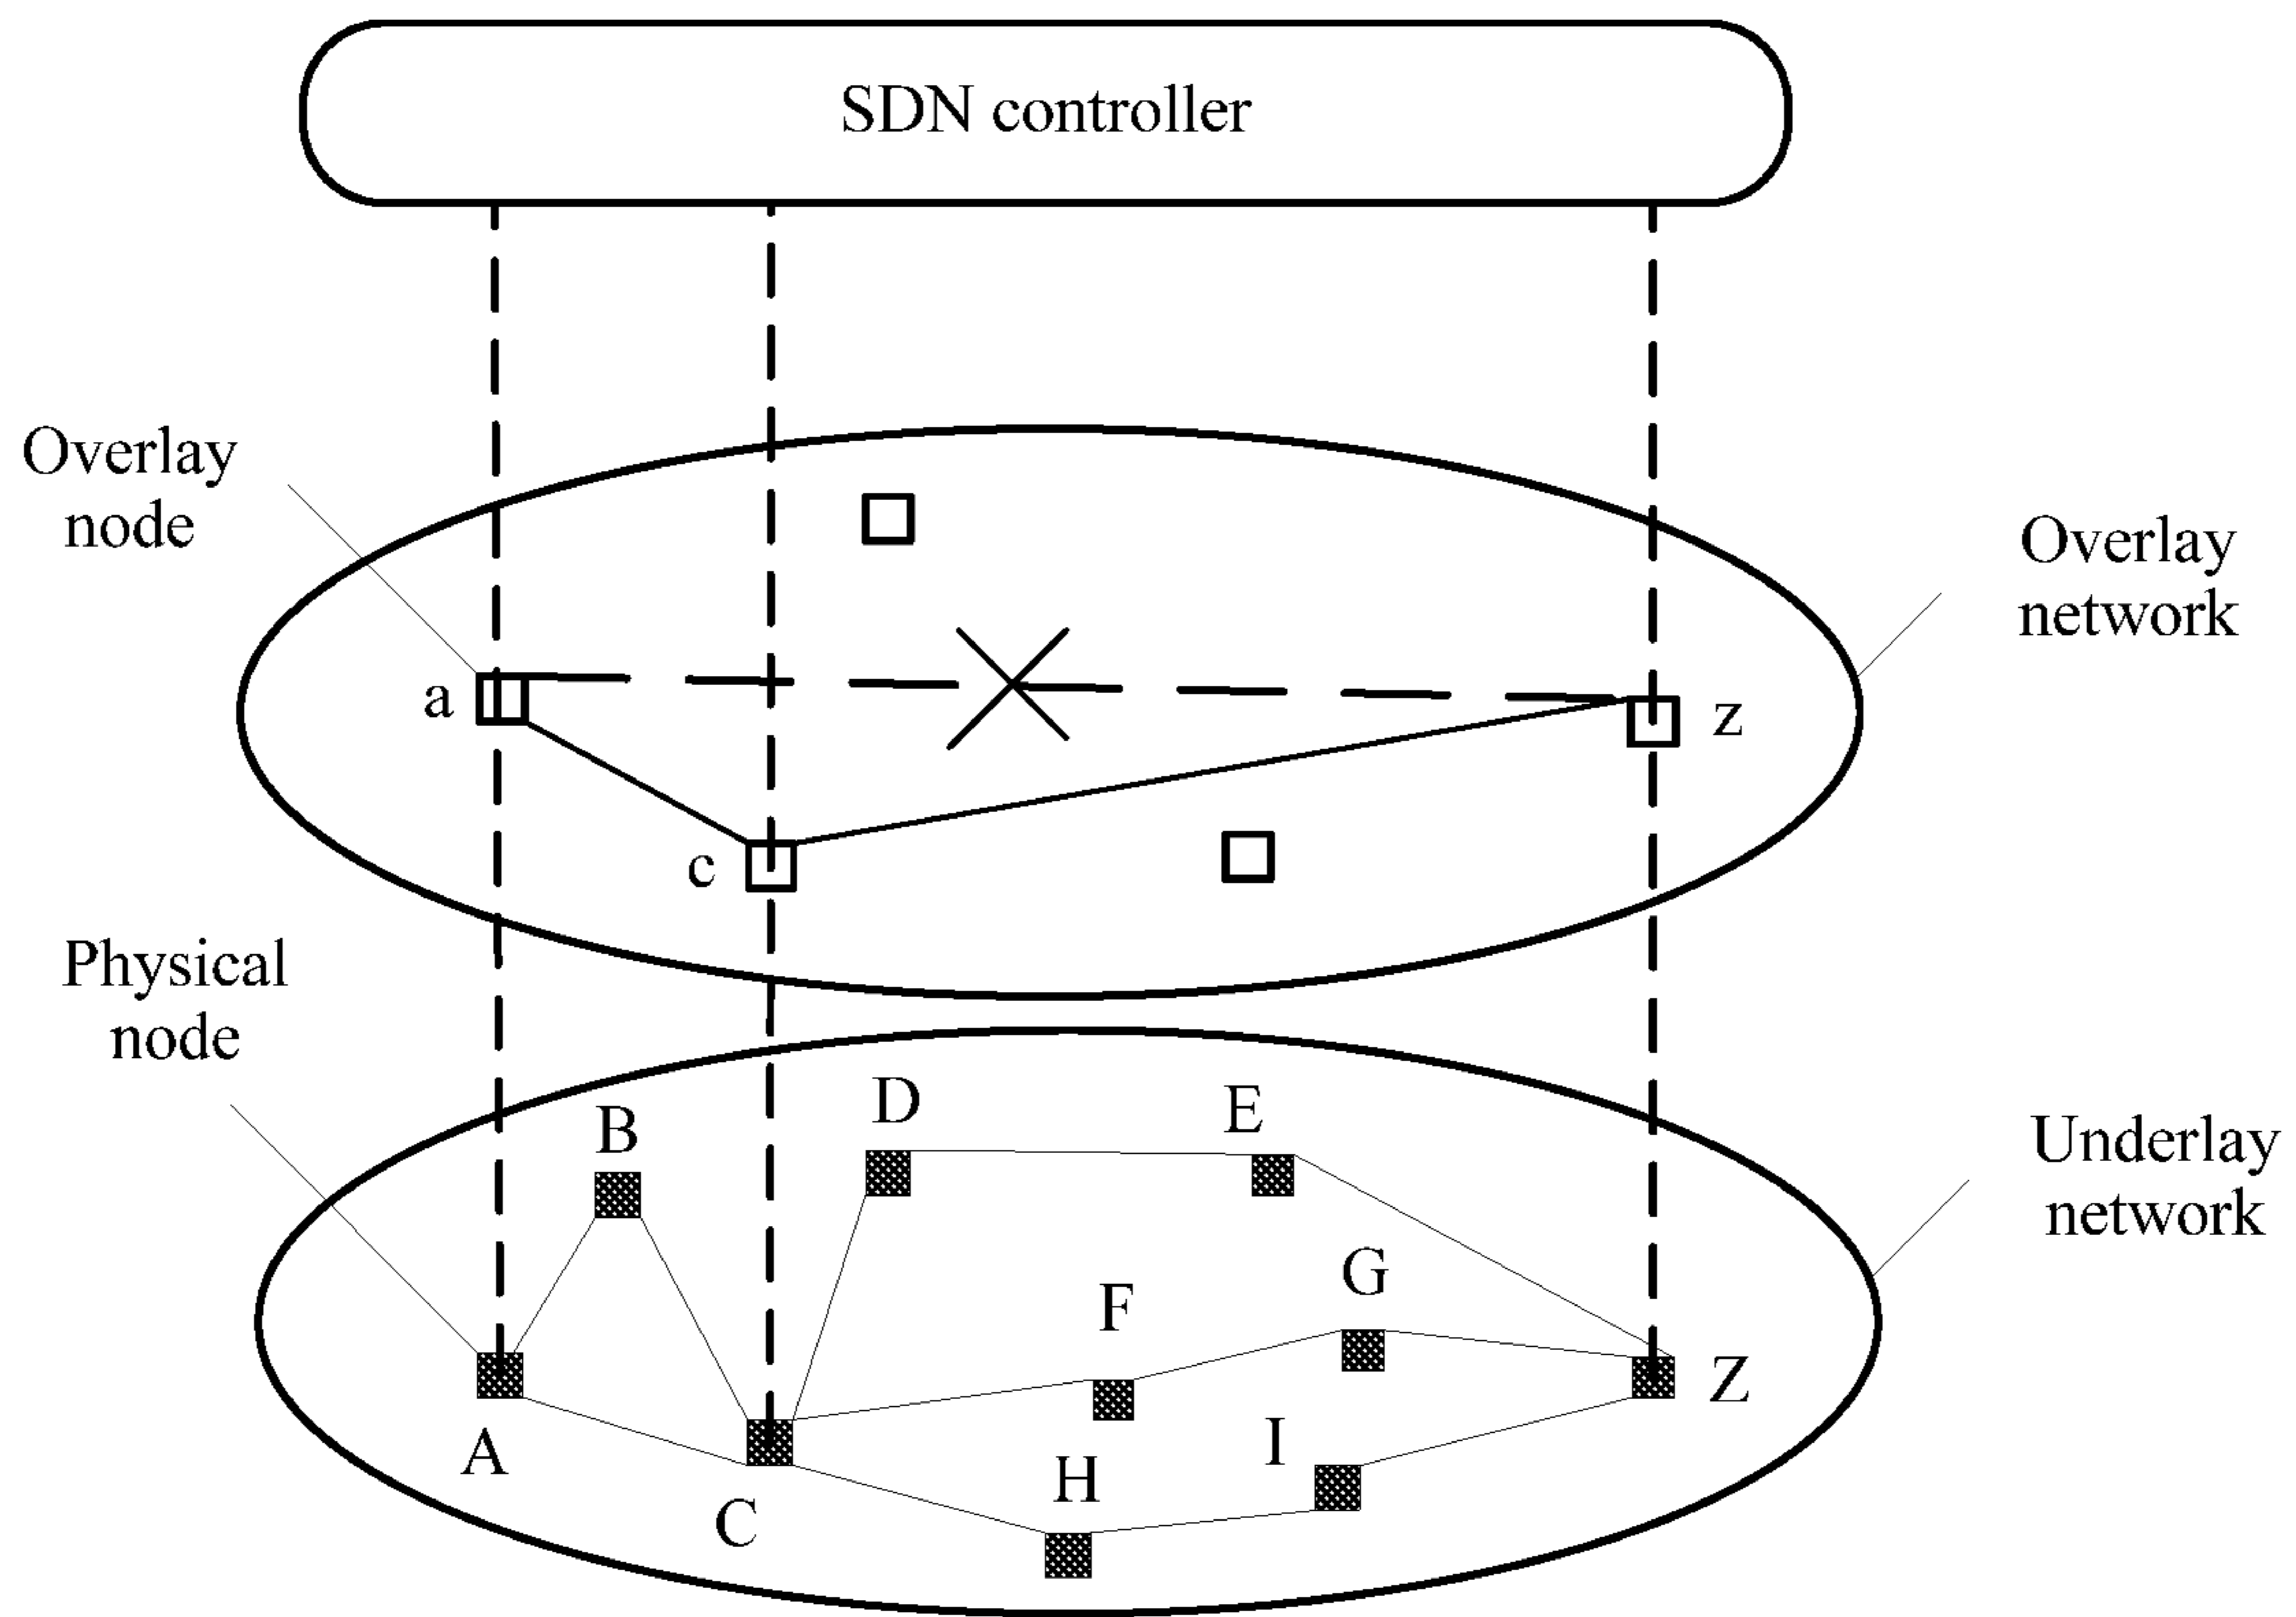 SDN controller
Overlay
node
Overlay
network
a
z
c
Physical
node
B
D
E
Underlay
network
G
F
A
Z
I
H
C